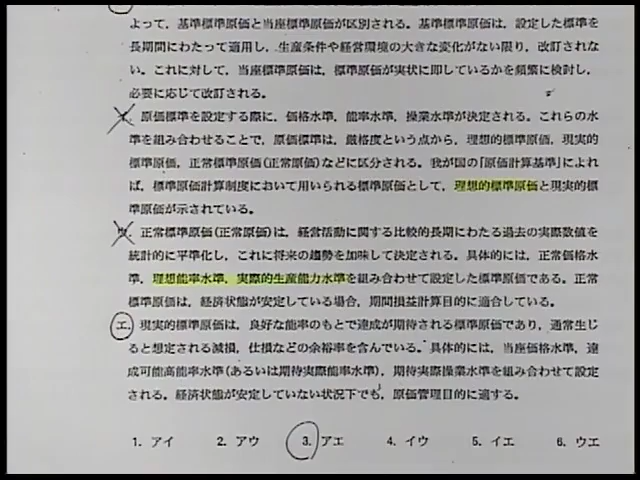 よって，基準標準原価と当座標準原価が区別される。基準標準原価は，設定した標準を
長期間にわたって適用し，生産条件や経営環境の大きな変化がない限り，改訂されな
い。これに対して，当座標準原価は，標準原価が実状に即しているかを頻繁に検討し，
必要に応じて改訂される。
原価標準を設定する際に，価格水準，能率水準，操業水準が決定される。これらの水
準を組み合わせることで，原価標準は，厳格度という点から，理想的標準原価，現実的
標準原価，正常標準原価(正常原価)などに区分される。我が国の「原価計算基準」によれ
ば，標準原価計算制度において用いられる標準原価として，理想的標準原価と現実的標
準原価が示されている。
正常標準原価(正常原価)は，経営活動に関する比較的長期にわたる過去の実際数値を
統計的に平準化し，これに将来の趨勢を加味して決定される。具体的には，正常価格水
準，理想能率水準，実際的生産能力水準を組み合わせて設定した標準原価である。正常
標準原価は，経済状態が安定している場合，期間損益計算目的に適合している。
エ．現実的標準原価は，良好な能率のもとで達成が期待される標準原価であり，通常生じ
ると想定される減損，仕損などの余裕率を含んでいる。具体的には，当座価格水準，達
成可能高能率水準(あるいは期待実際能率水準)，期待実際操業水準を組み合わせて設定
される。経済状態が安定していない状況下でも，原価管理目的に適する。
1．アイ 2．アウ 3．アエ 4．イウ 5．イエ 6．ウエ